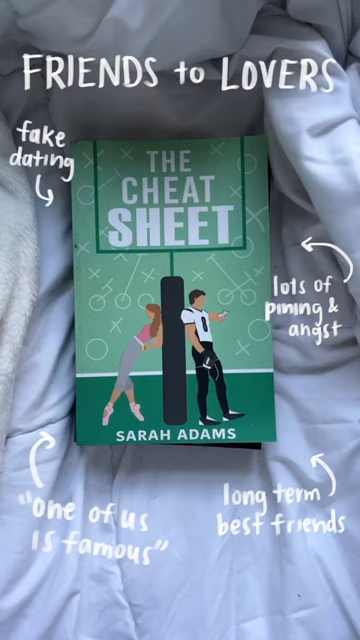 FRIENDS to LOVERS
fake
dating
THE
CHEAT
SHEET
8
lots of
pining &
angst
SARAH ADAMS
"one of us
is famous"
long term
best friends